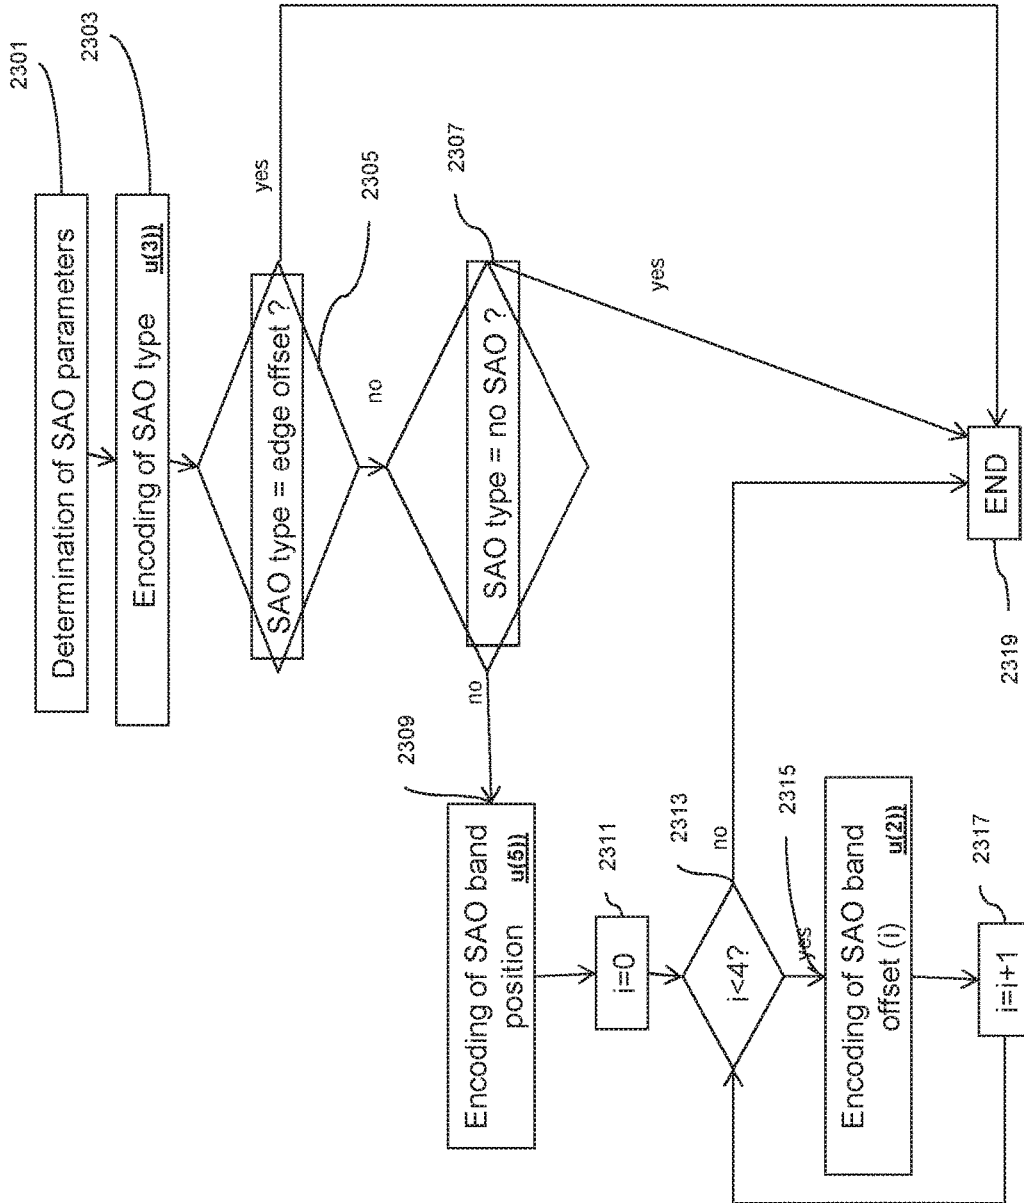 2301
Determination of SAO parameters
2303
Encoding of SAO type u(3))
SAO type = edge offset ?
yes
2305
no
SAO type = no SAO ?
2307
yes
no
2309
Encoding of SAO band
position u(5))
i=0
2311
i<4?
2313
no
yes
2315
Encoding of SAO band
offset (i) u(2))
i=i+1
2317
END
2319